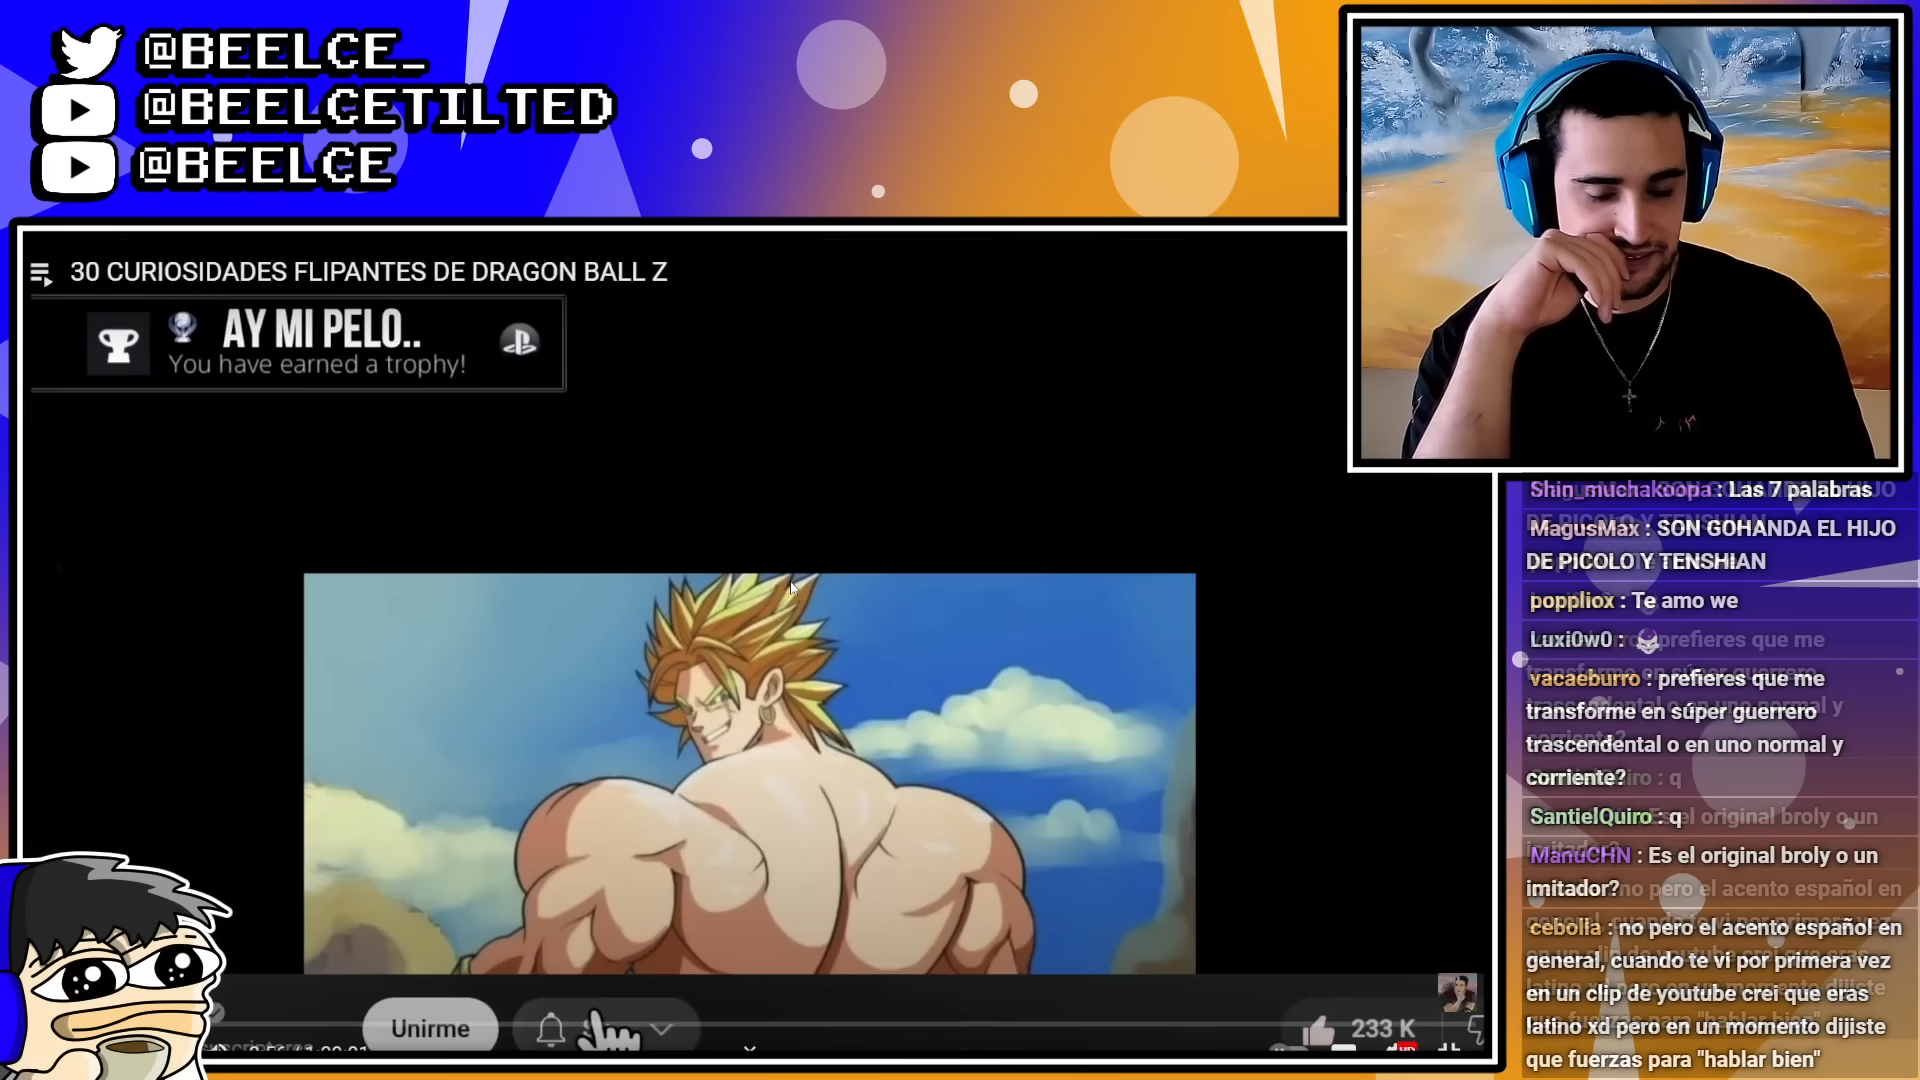 @BEELCE_
@BEELCETILTED
@BEELCE
30 CURIOSIDADES FLIPANTES DE DRAGON BALL Z
AY MI PELO..
You have earned a trophy!
Unirme
233 K
Shin_muchakoopa : Las 7 palabras
MagusMax : SON GOHANDA EL HIJO
DE PICOLO Y TENSHIAN
poppliox : Te amo we
Luxi0w0 :
vacaeburro : prefieres que me
transforme en súper guerrero
trascendental o en uno normal y
corriente?
SantielQuiro : q
ManuCHN : Es el original broly o un
imitador?
cebolla : no pero el acento español en
general, cuando te vi por primera vez
en un clip de youtube crei que eras
latino xd pero en un momento dijiste
que fuerzas para "hablar bien"